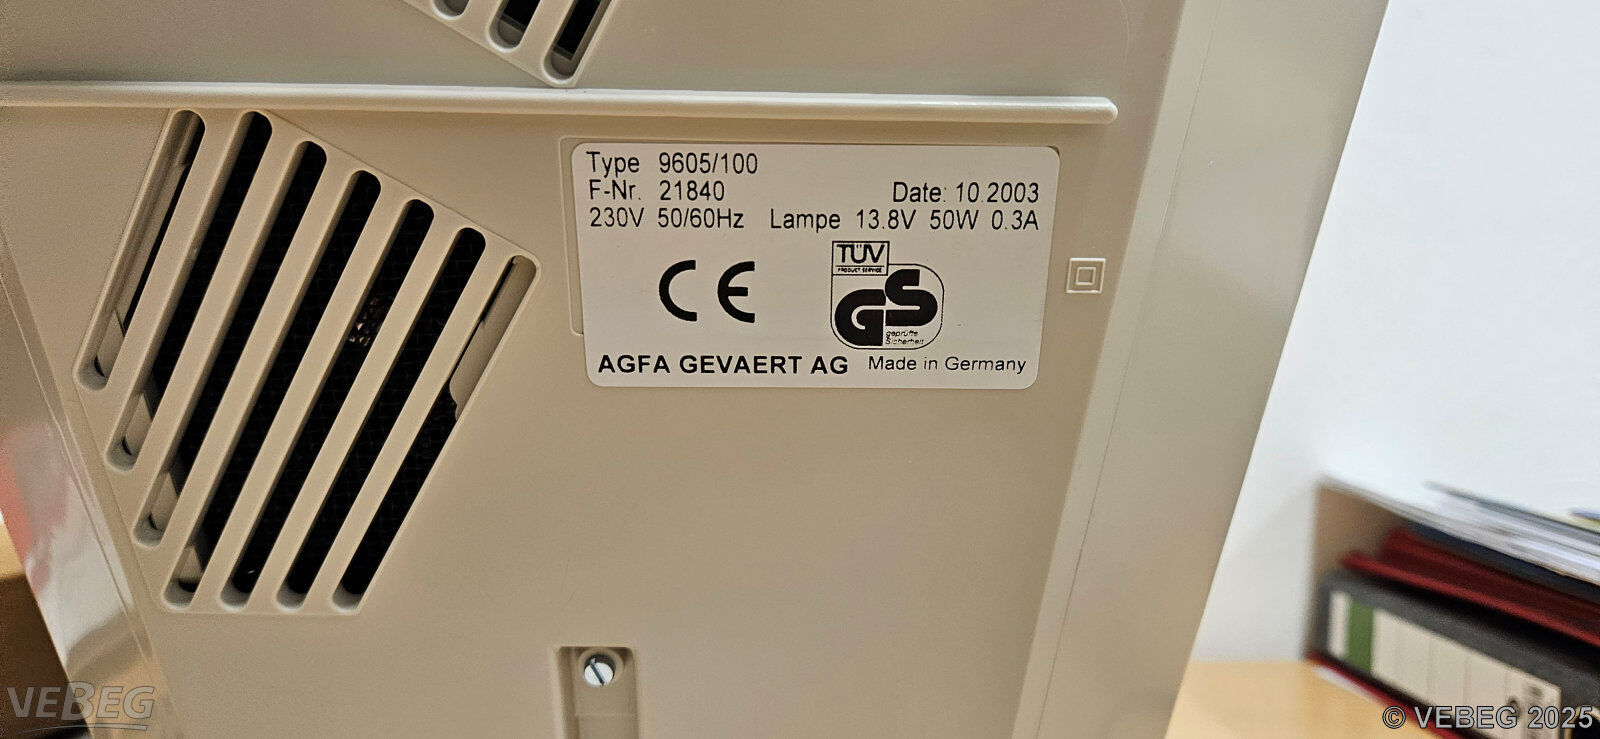 Type 9605/100
F-Nr. 21840 Date: 10.2003
230V 50/60Hz Lampe 13.8V 50W 0.3A
CE
TÜV
PRODUCT SERVICE
GS
geprüfte
Sicherheit
AGFA GEVAERT AG Made in Germany
VEBEG
© VEBEG 2025